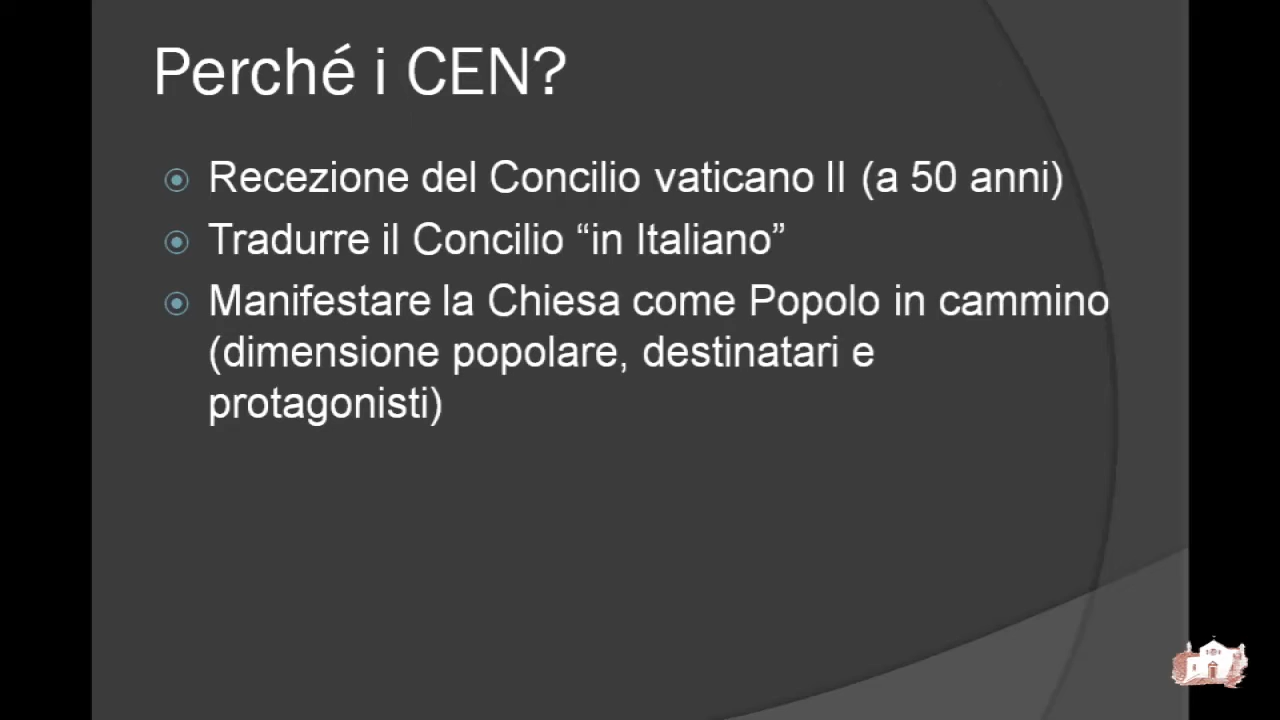 Perché i CEN?
Recezione del Concilio vaticano II (a 50 anni)
Tradurre il Concilio “in Italiano”
Manifestare la Chiesa come Popolo in cammino
(dimensione popolare, destinatari e
protagonisti)